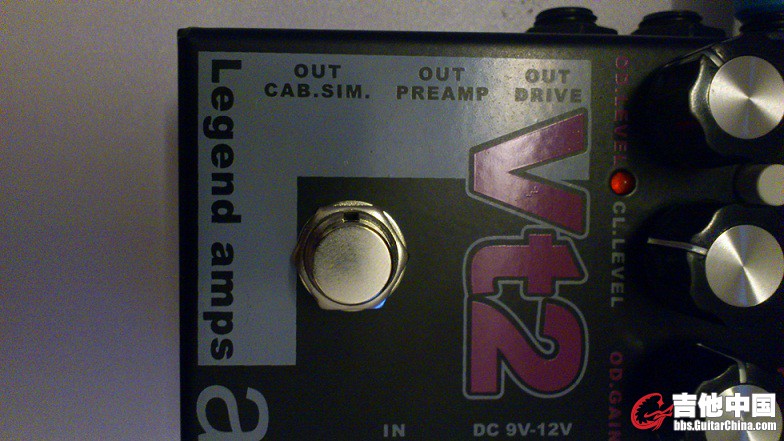 OUT
CAB.SIM.
OUT
PREAMP
OUT
DRIVE
Legend amps
Vt2
CL.LEVEL
OD.GAIN
a
IN
DC 9V-12V
吉他中国
bbs.GuitarChina.com